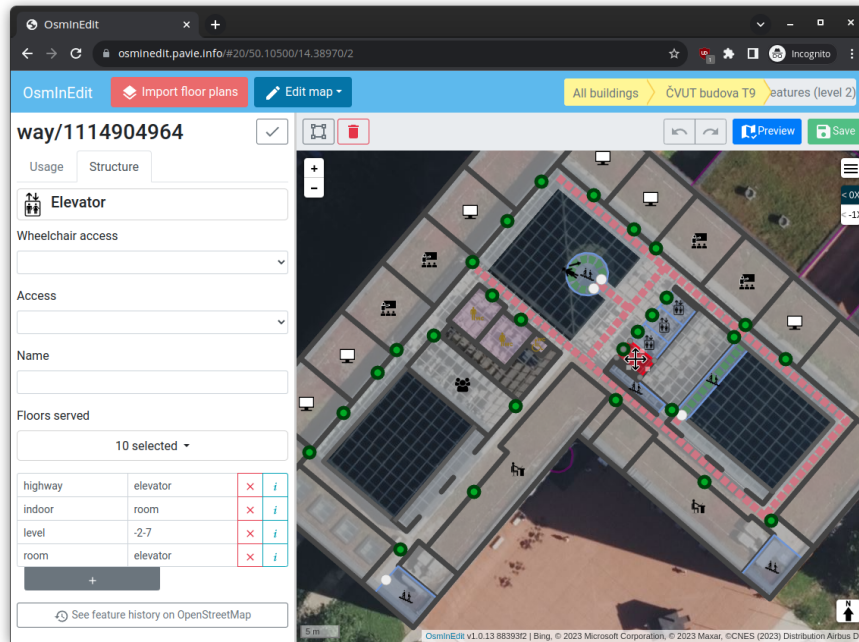 OsmInEdit
osminedit.pavie.info/#20/50.10500/14.38970/2
Incognito
OsmInEdit
Import floor plans
Edit map
All buildings
ČVUT budova T9
eatures (level 2)
way/1114904964
Preview
Save
Usage
Structure
+
−
Elevator
< 0X
< -1X
Wheelchair access
Access
Name
Floors served
10 selected
highway elevator × i
indoor room × i
level -2-7 × i
room elevator × i
+
See feature history on OpenStreetMap
N
5 m
OsmInEdit v1.0.13 88393f2 | Bing, © 2023 Microsoft Corporation, © 2023 Maxar, ©CNES (2023) Distribution Airbus